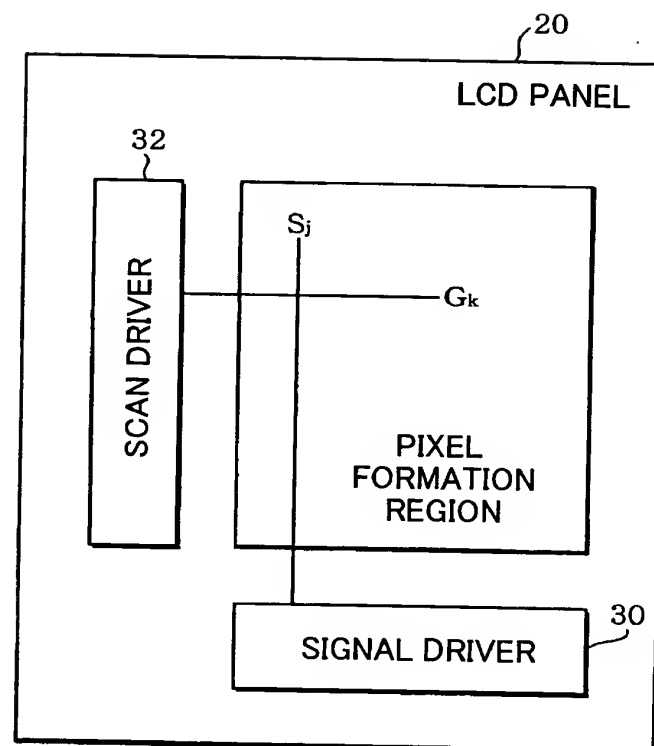 20
LCD PANEL
32
SCAN DRIVER
Sj
Gk
PIXEL
FORMATION
REGION
SIGNAL DRIVER
30